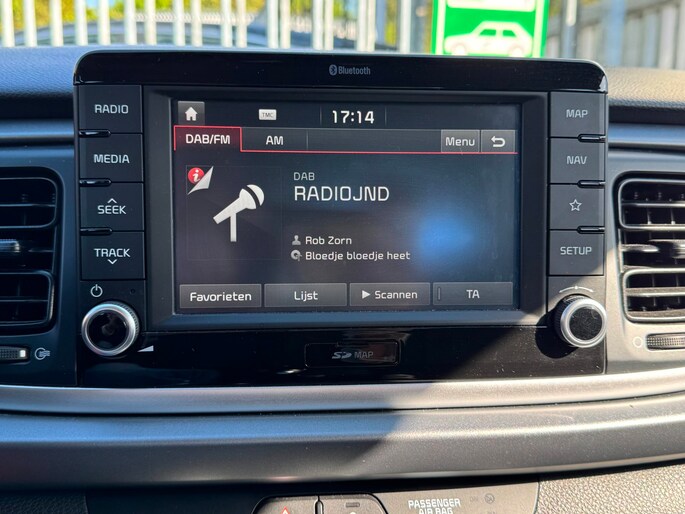 Bluetooth
RADIO
MEDIA
SEEK
TRACK
TMC
17:14
DAB/FM
AM
Menu
DAB
RADIOJND
Rob Zorn
Bloedje bloedje heet
Favorieten
Lijst
Scannen
TA
MAP
NAV
SETUP
SD MAP
PASSENGER
AIR BAG